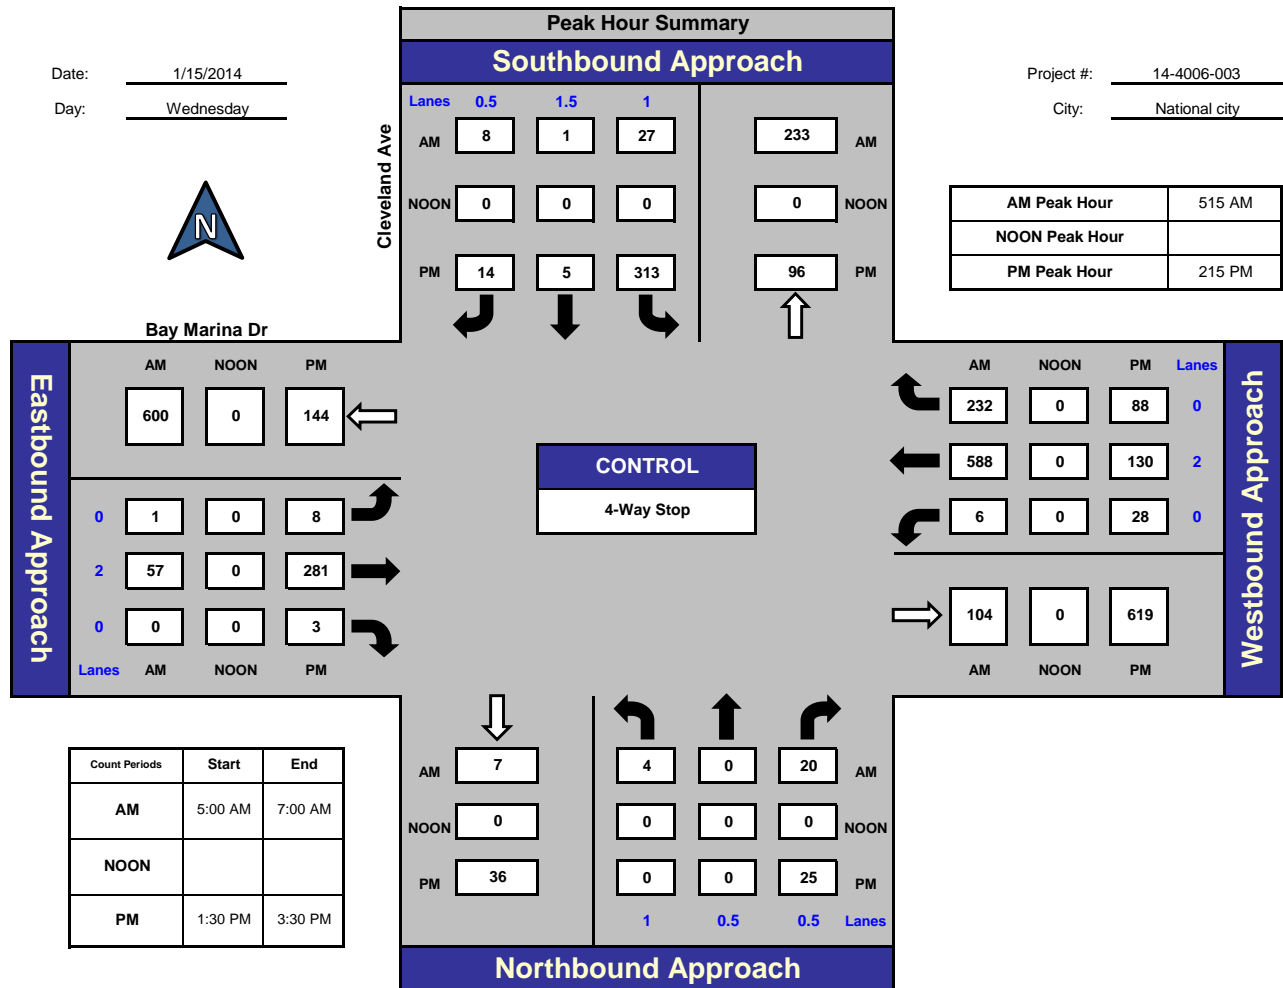 Peak Hour Summary
Southbound Approach
Date: 1/15/2014
Day: Wednesday
Project #: 14-4006-003
City: National city
N
Cleveland Ave
Lanes 0.5 1.5 1
AM 8 1 27 233 AM
NOON 0 0 0 0 NOON
PM 14 5 313 96 PM
AM Peak Hour 515 AM
NOON Peak Hour
PM Peak Hour 215 PM
Bay Marina Dr
Eastbound Approach
AM NOON PM
600 0 144
0 1 0 8
2 57 0 281
0 0 0 3
Lanes AM NOON PM
CONTROL
4-Way Stop
AM NOON PM Lanes
232 0 88 0
588 0 130 2
6 0 28 0
104 0 619
AM NOON PM
Westbound Approach
Count Periods Start End
AM 5:00 AM 7:00 AM
NOON
PM 1:30 PM 3:30 PM
AM 7 4 0 20 AM
NOON 0 0 0 0 NOON
PM 36 0 0 25 PM
1 0.5 0.5 Lanes
Northbound Approach